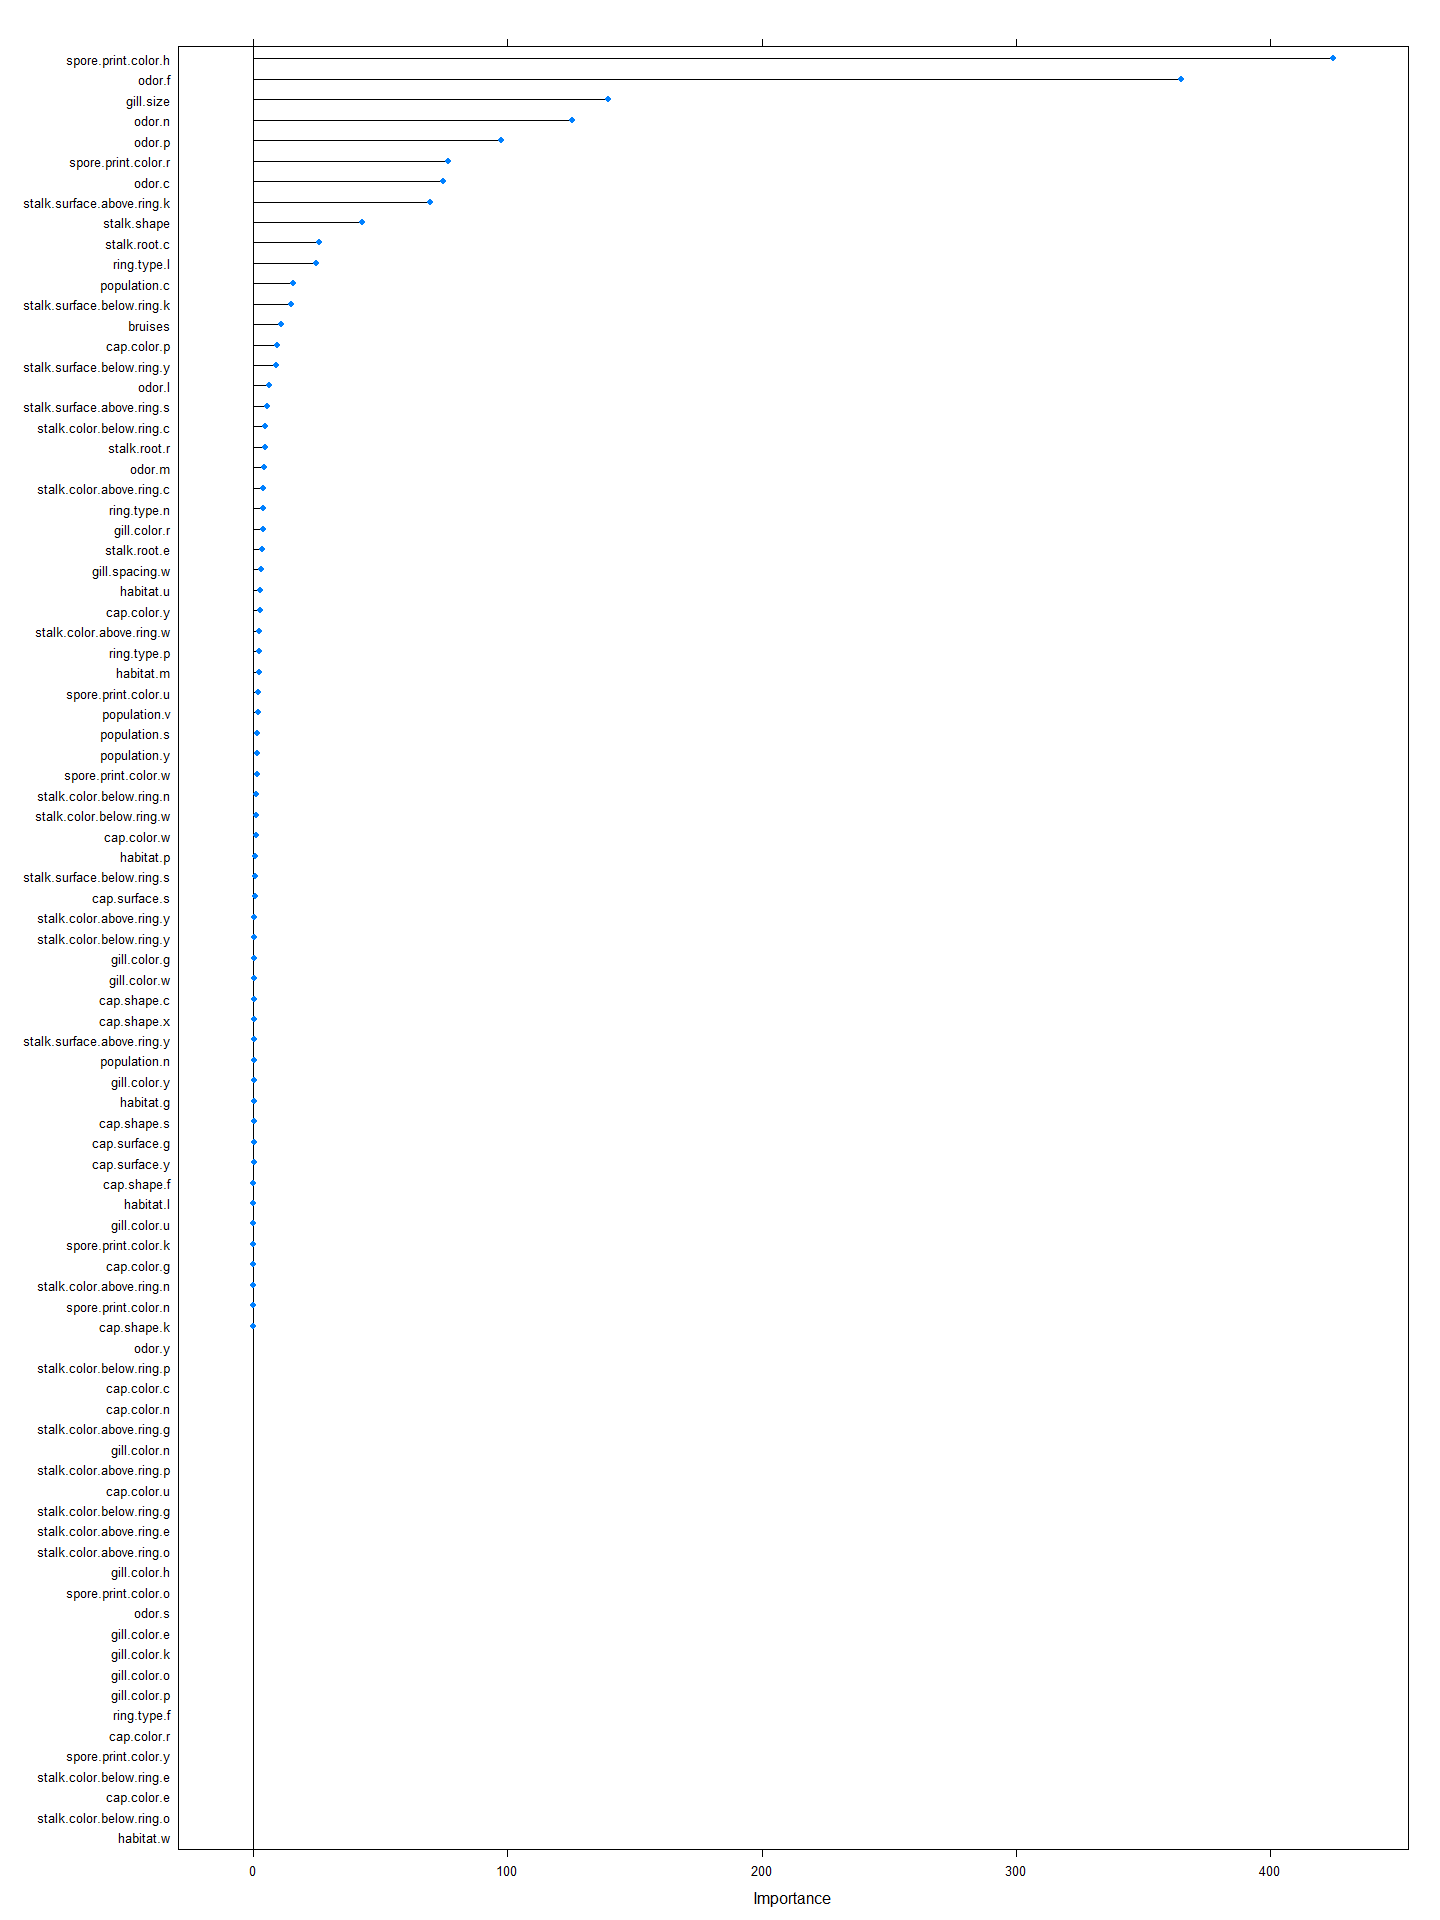 spore.print.color.h
odor.f
gill.size
odor.n
odor.p
spore.print.color.r
odor.c
stalk.surface.above.ring.k
stalk.shape
stalk.root.c
ring.type.l
population.c
stalk.surface.below.ring.k
bruises
cap.color.p
stalk.surface.below.ring.y
odor.l
stalk.surface.above.ring.s
stalk.color.below.ring.c
stalk.root.r
odor.m
stalk.color.above.ring.c
ring.type.n
gill.color.r
stalk.root.e
gill.spacing.w
habitat.u
cap.color.y
stalk.color.above.ring.w
ring.type.p
habitat.m
spore.print.color.u
population.v
population.s
population.y
spore.print.color.w
stalk.color.below.ring.n
stalk.color.below.ring.w
cap.color.w
habitat.p
stalk.surface.below.ring.s
cap.surface.s
stalk.color.above.ring.y
stalk.color.below.ring.y
gill.color.g
gill.color.w
cap.shape.c
cap.shape.x
stalk.surface.above.ring.y
population.n
gill.color.y
habitat.g
cap.shape.s
cap.surface.g
cap.surface.y
cap.shape.f
habitat.l
gill.color.u
spore.print.color.k
cap.color.g
stalk.color.above.ring.n
spore.print.color.n
cap.shape.k
odor.y
stalk.color.below.ring.p
cap.color.c
cap.color.n
stalk.color.above.ring.g
gill.color.n
stalk.color.above.ring.p
cap.color.u
stalk.color.below.ring.g
stalk.color.above.ring.e
stalk.color.above.ring.o
gill.color.h
spore.print.color.o
odor.s
gill.color.e
gill.color.k
gill.color.o
gill.color.p
ring.type.f
cap.color.r
spore.print.color.y
stalk.color.below.ring.e
cap.color.e
stalk.color.below.ring.o
habitat.w
0 100 200 300 400
Importance